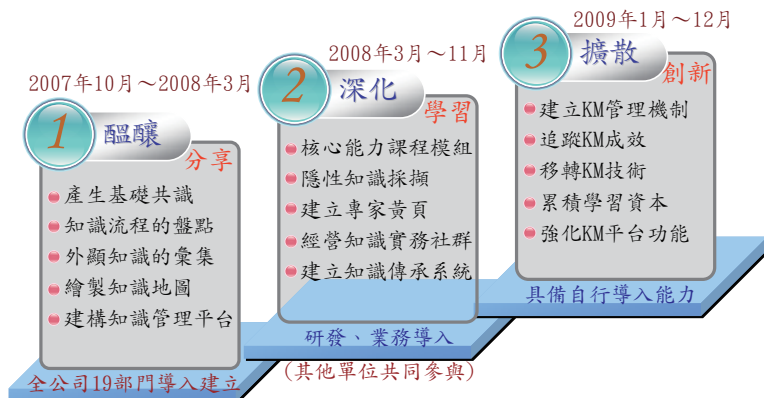 2007年10月～2008年3月
1
醞釀
分享
產生基礎共識
知識流程的盤點
外顯知識的彙集
繪製知識地圖
建構知識管理平台
全公司19部門導入建立
2008年3月～11月
2
深化
學習
核心能力課程模組
隱性知識採擷
建立專家黃頁
經營知識實務社群
建立知識傳承系統
研發、業務導入
(其他單位共同參與)
2009年1月～12月
3
擴散
創新
建立KM管理機制
追蹤KM成效
移轉KM技術
累積學習資本
強化KM平台功能
具備自行導入能力